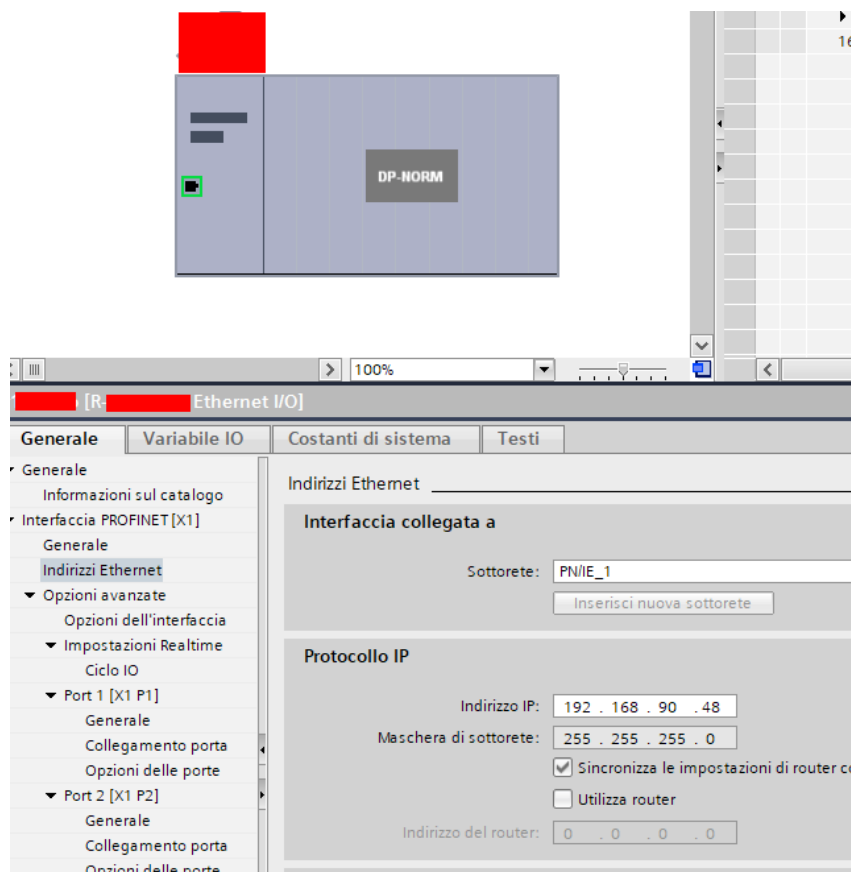 16
DP-NORM
100%
[R- Ethernet I/O]
Generale
Variabile IO
Costanti di sistema
Testi
Generale
Informazioni sul catalogo
Interfaccia PROFINET [X1]
Generale
Indirizzi Ethernet
Opzioni avanzate
Opzioni dell'interfaccia
Impostazioni Realtime
Ciclo IO
Port 1 [X1 P1]
Generale
Collegamento porta
Opzioni delle porte
Port 2 [X1 P2]
Generale
Collegamento porta
Opzioni delle porte
Indirizzi Ethernet
Interfaccia collegata a
Sottorete: PN/IE_1
Inserisci nuova sottorete
Protocollo IP
Indirizzo IP: 192 . 168 . 90 . 48
Maschera di sottorete: 255 . 255 . 255 . 0
Sincronizza le impostazioni di router
Utilizza router
Indirizzo del router: 0 . 0 . 0 . 0